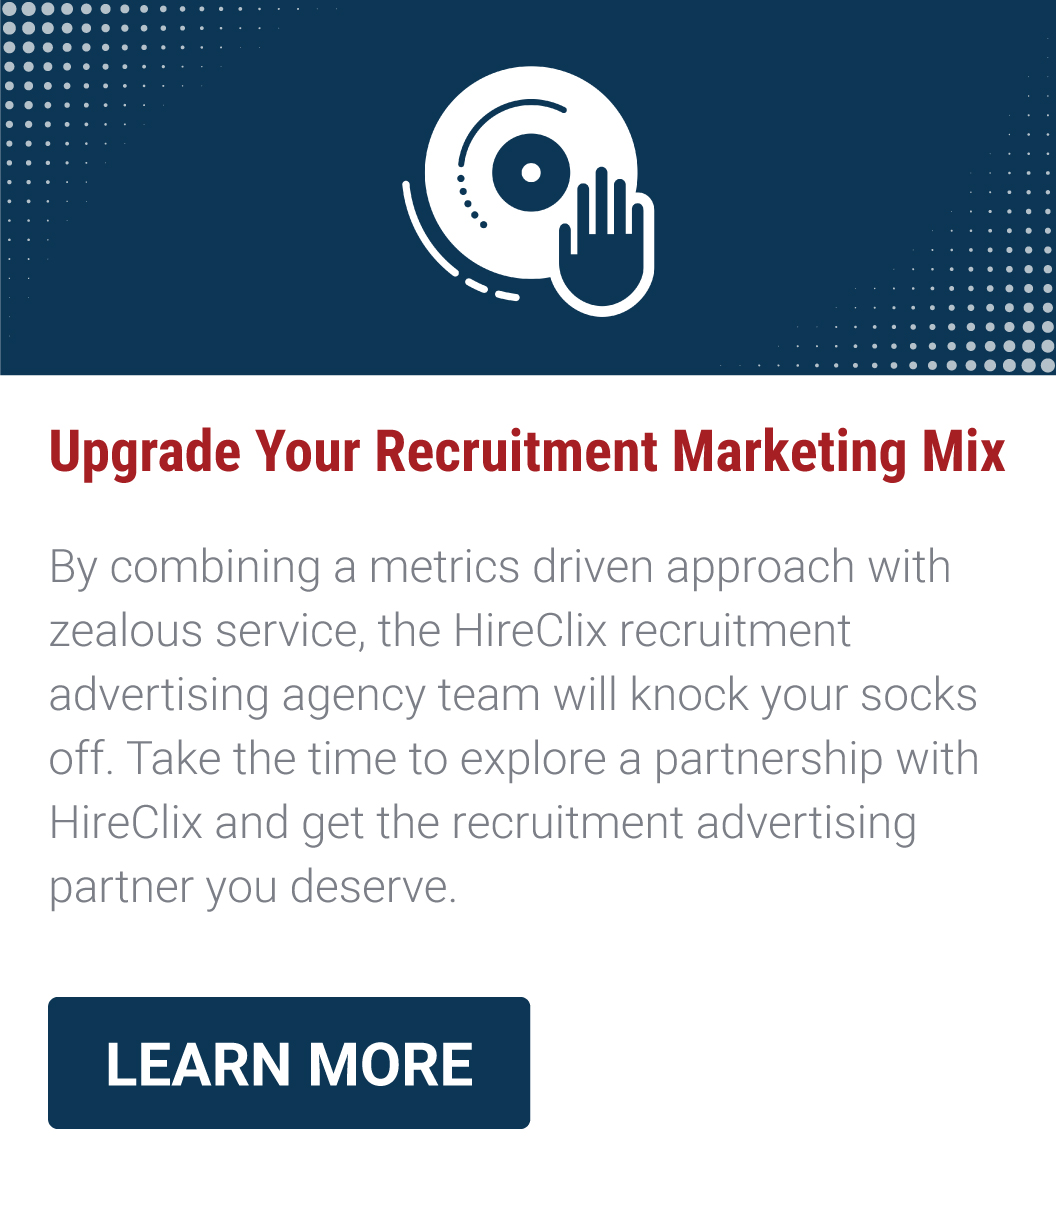 Upgrade Your Recruitment Marketing Mix
By combining a metrics driven approach with
zealous service, the HireClix recruitment
advertising agency team will knock your socks
off. Take the time to explore a partnership with
HireClix and get the recruitment advertising
partner you deserve.
LEARN MORE